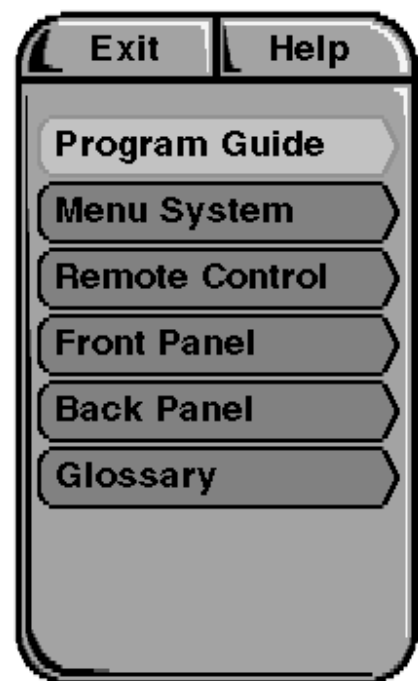 Exit Help
Program Guide
Menu System
Remote Control
Front Panel
Back Panel
Glossary